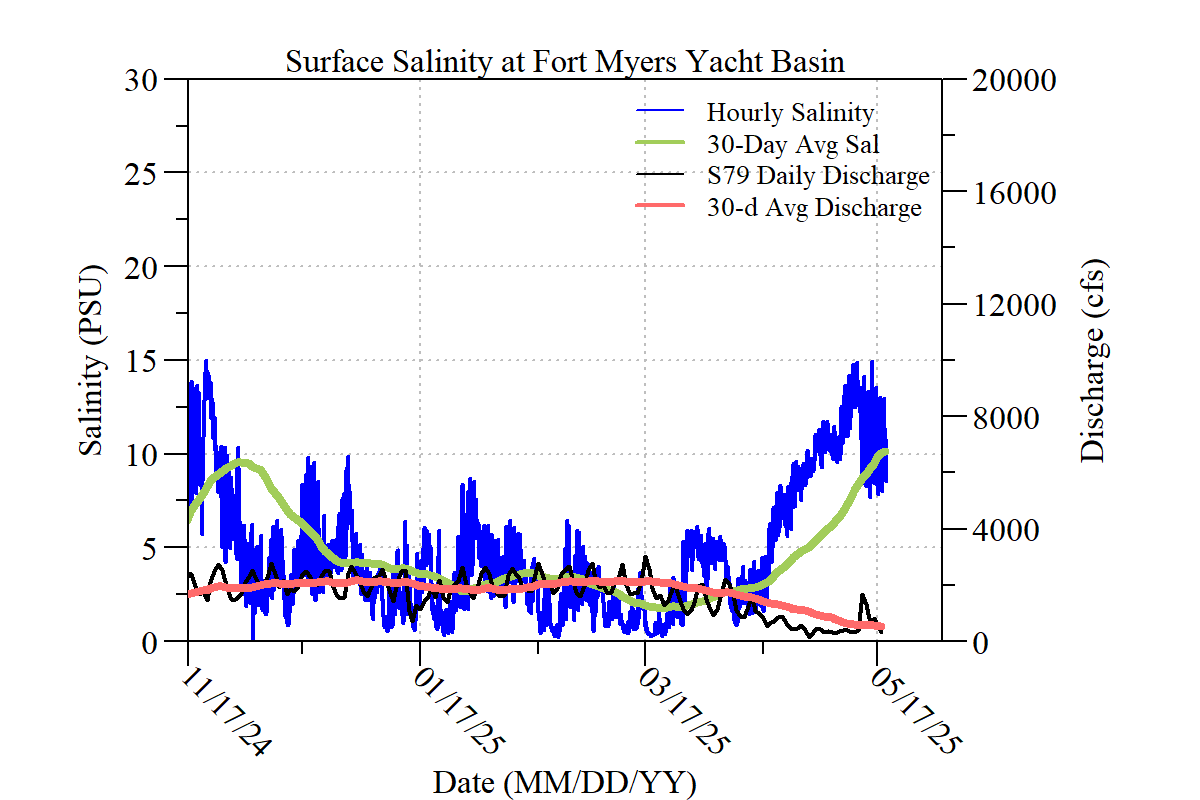 Surface Salinity at Fort Myers Yacht Basin
30
25
20
15
10
5
0
Salinity (PSU)
20000
16000
12000
8000
4000
0
Discharge (cfs)
Hourly Salinity
30-Day Avg Sal
S79 Daily Discharge
30-d Avg Discharge
11/17/24
01/17/25
03/17/25
05/17/25
Date (MM/DD/YY)